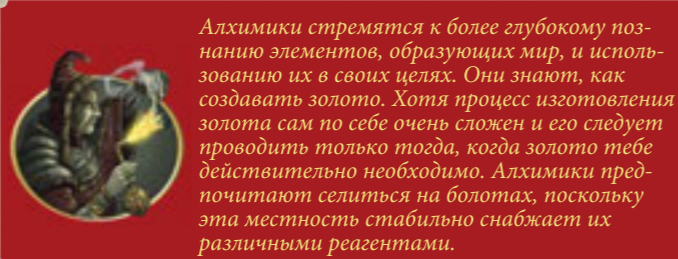 Алхимики стремятся к более глубокому поз-
нанию элементов, образующих мир, и исполь-
зованию их в своих целях. Они знают, как
создавать золото. Хотя процесс изготовления
золота сам по себе очень сложен и его следует
проводить только тогда, когда золото тебе
действительно необходимо. Алхимики пред-
почитают селиться на болотах, поскольку
эта местность стабильно снабжает их
различными реагентами.